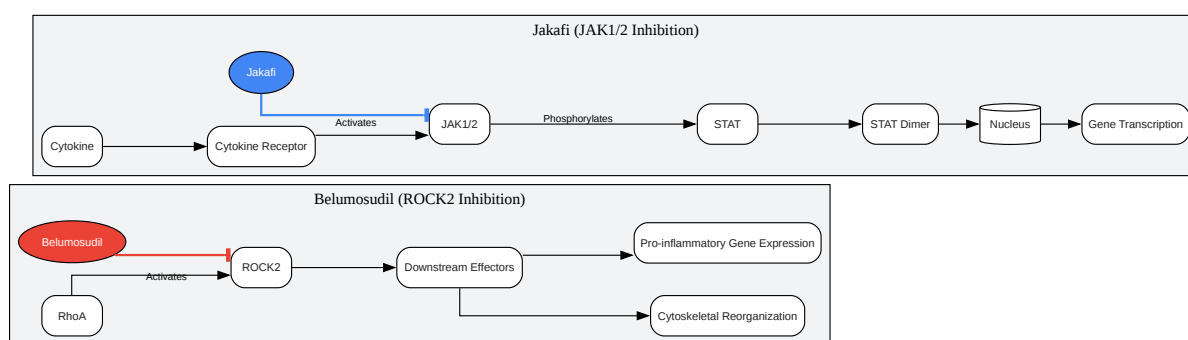 Jakafi (JAK1/2 Inhibition)
Jakafi
Activates
JAK1/2
Phosphorylates
STAT
STAT Dimer
Nucleus
Gene Transcription
Cytokine
Cytokine Receptor
Belumosudil (ROCK2 Inhibition)
Belumosudil
Activates
ROCK2
Downstream Effectors
Pro-inflammatory Gene Expression
RhoA
Cytoskeletal Reorganization